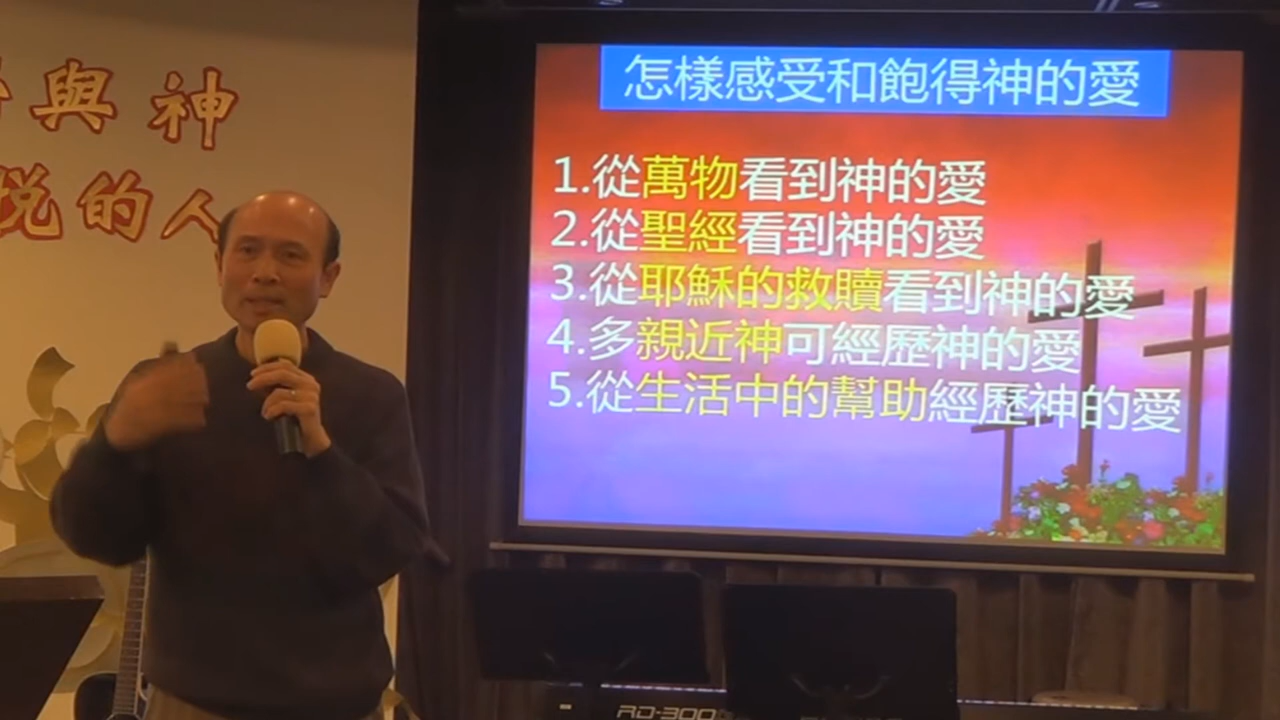 與神
悅的人
怎樣感受和飽得神的愛
1.從萬物看到神的愛
2.從聖經看到神的愛
3.從耶穌的救贖看到神的愛
4.多親近神可經歷神的愛
5.從生活中的幫助經歷神的愛
RD-300